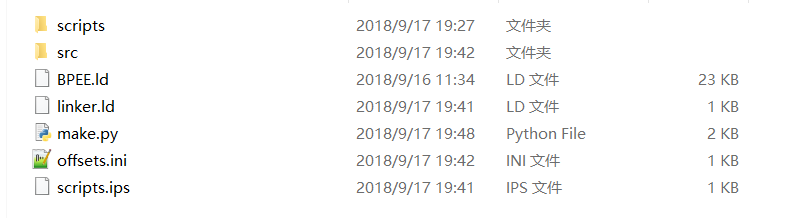 scripts 2018/9/17 19:27 文件夹
src 2018/9/17 19:42 文件夹
BPEE.ld 2018/9/16 11:34 LD 文件 23 KB
linker.ld 2018/9/17 19:41 LD 文件 1 KB
make.py 2018/9/17 19:48 Python File 2 KB
offsets.ini 2018/9/17 19:42 INI 文件 1 KB
scripts.ips 2018/9/17 19:41 IPS 文件 1 KB